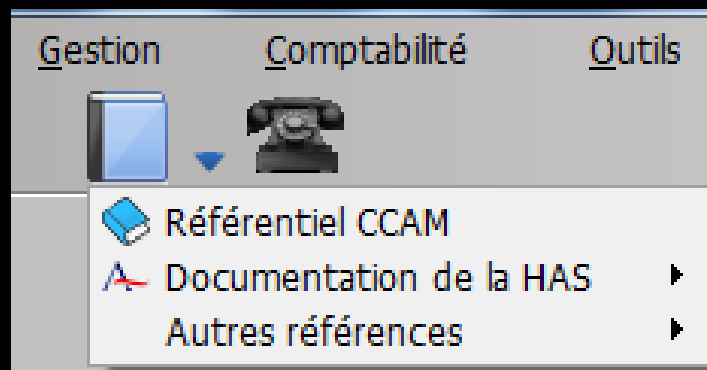 Gestion Comptabilité Outils
Référentiel CCAM
Documentation de la HAS
Autres références